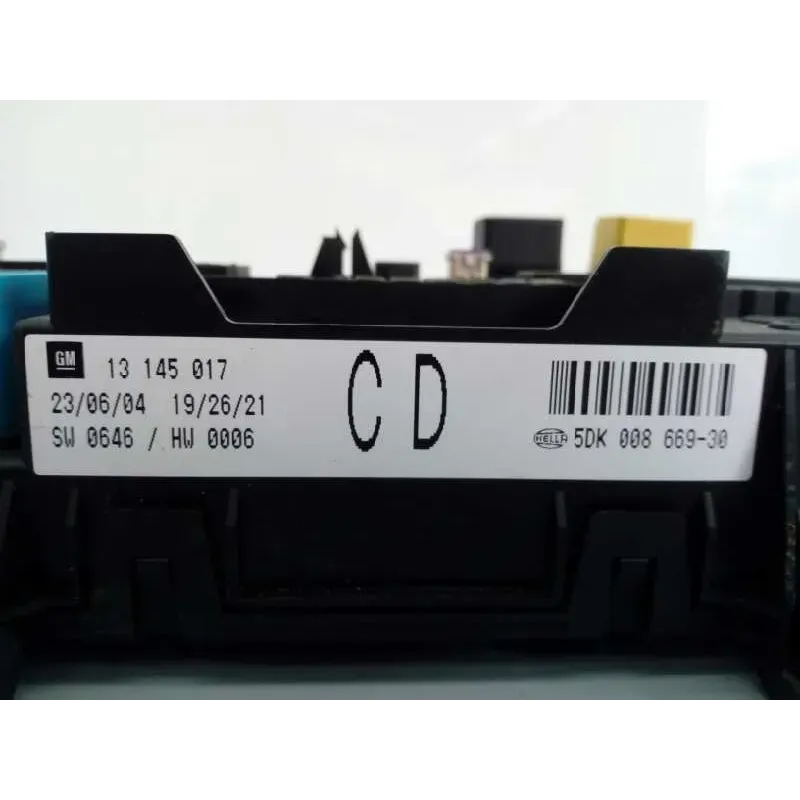 GM 13 145 017
23/06/04 19/26/21
SW 0646 / HW 0006
CD
HELLA 5DK 008 669-30